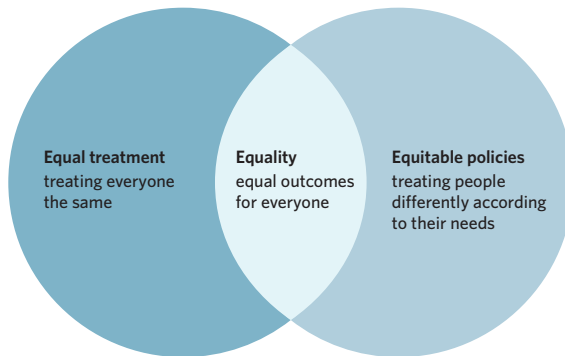 Equal treatment
treating everyone
the same
Equality
equal outcomes
for everyone
Equitable policies
treating people
differently according
to their needs